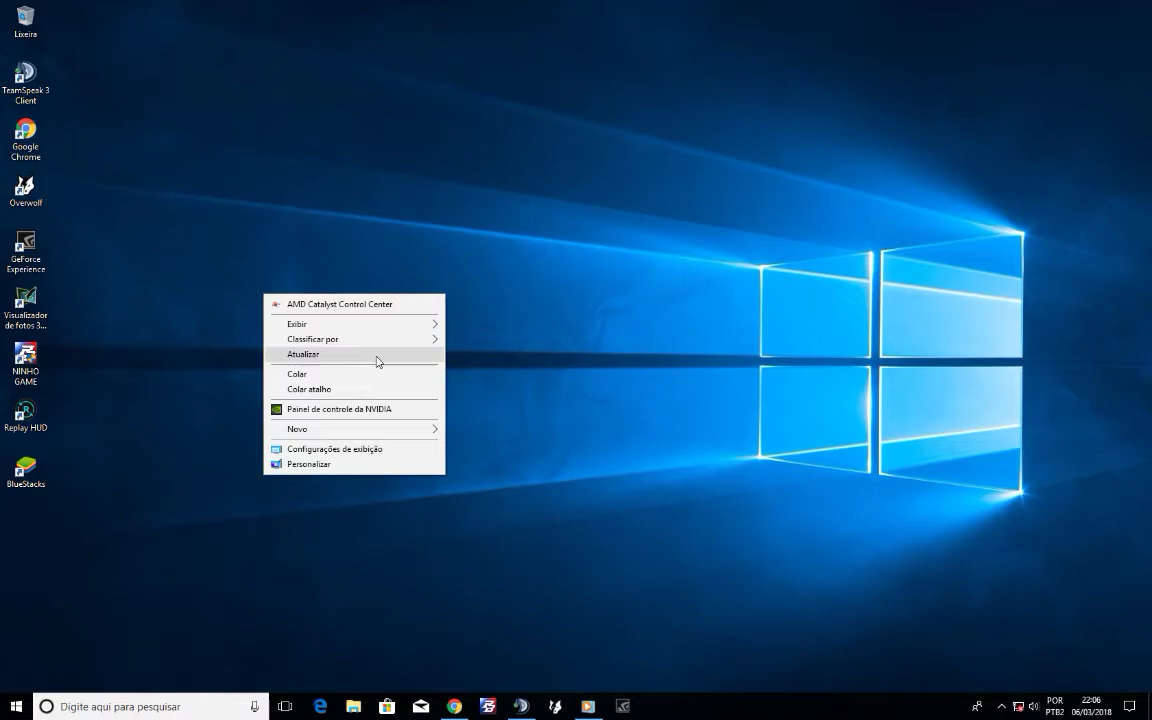 Lixeira
TeamSpeak 3
Client
Google
Chrome
Overwolf
GeForce
Experience
Visualizador
de fotos 3...
NINHO
GAME
Replay HUD
BlueStacks
AMD Catalyst Control Center
Exibir
Classificar por
Atualizar
Colar
Colar atalho
Painel de controle da NVIDIA
Novo
Configurações de exibição
Personalizar
Digite aqui para pesquisar
POR
PTB2
22:06
06/03/2018